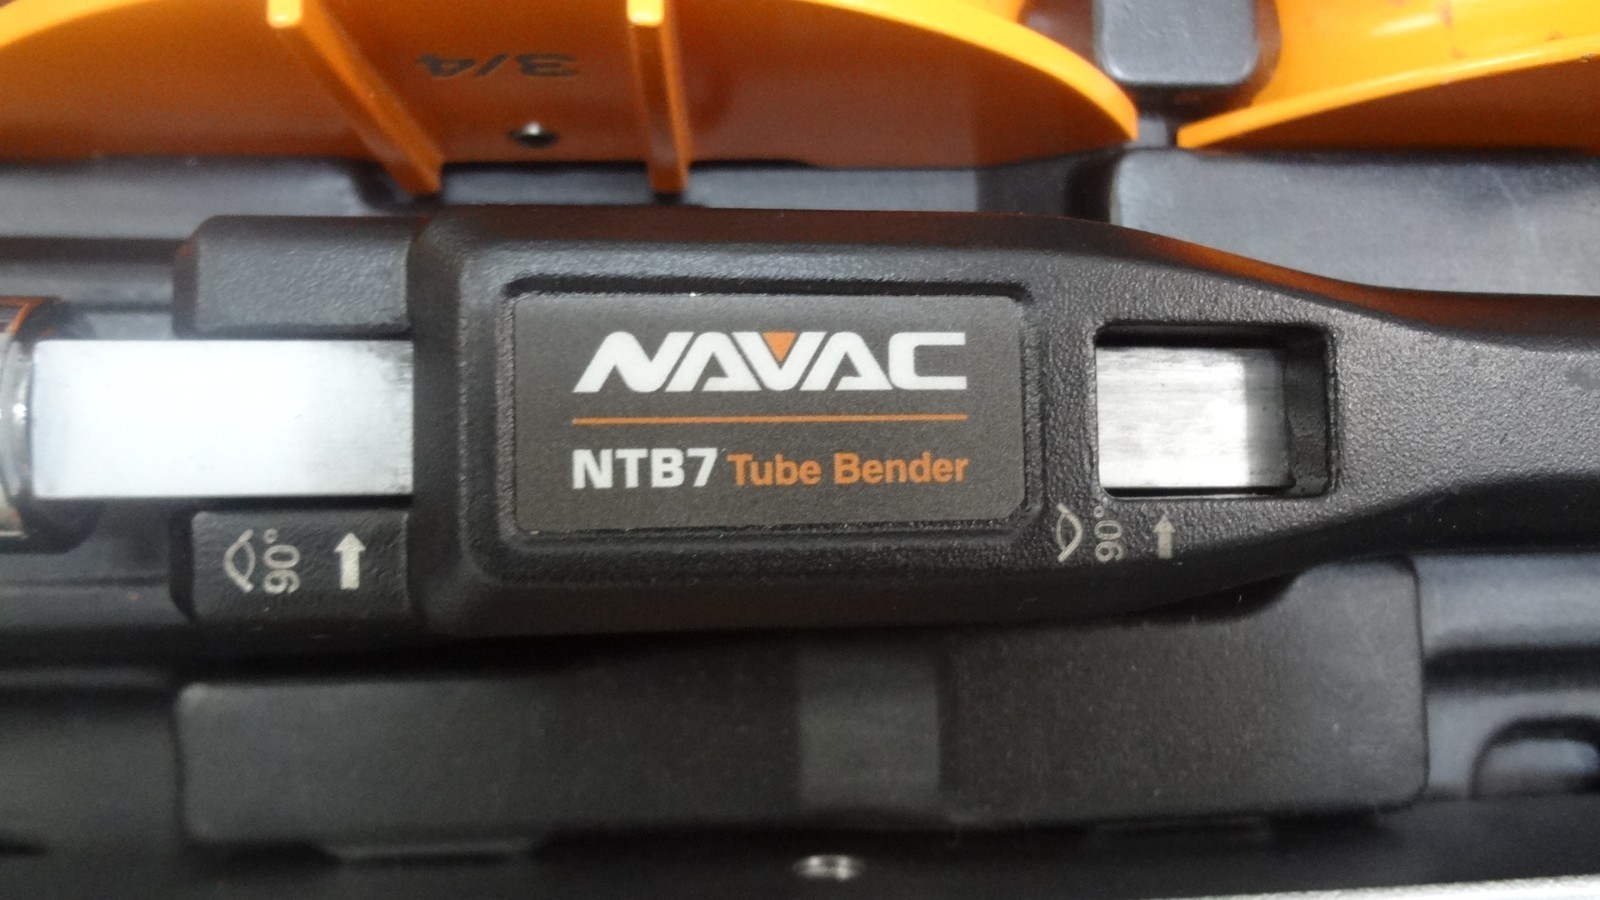 3/4
NAVAC
NTB7 Tube Bender
90°
90°